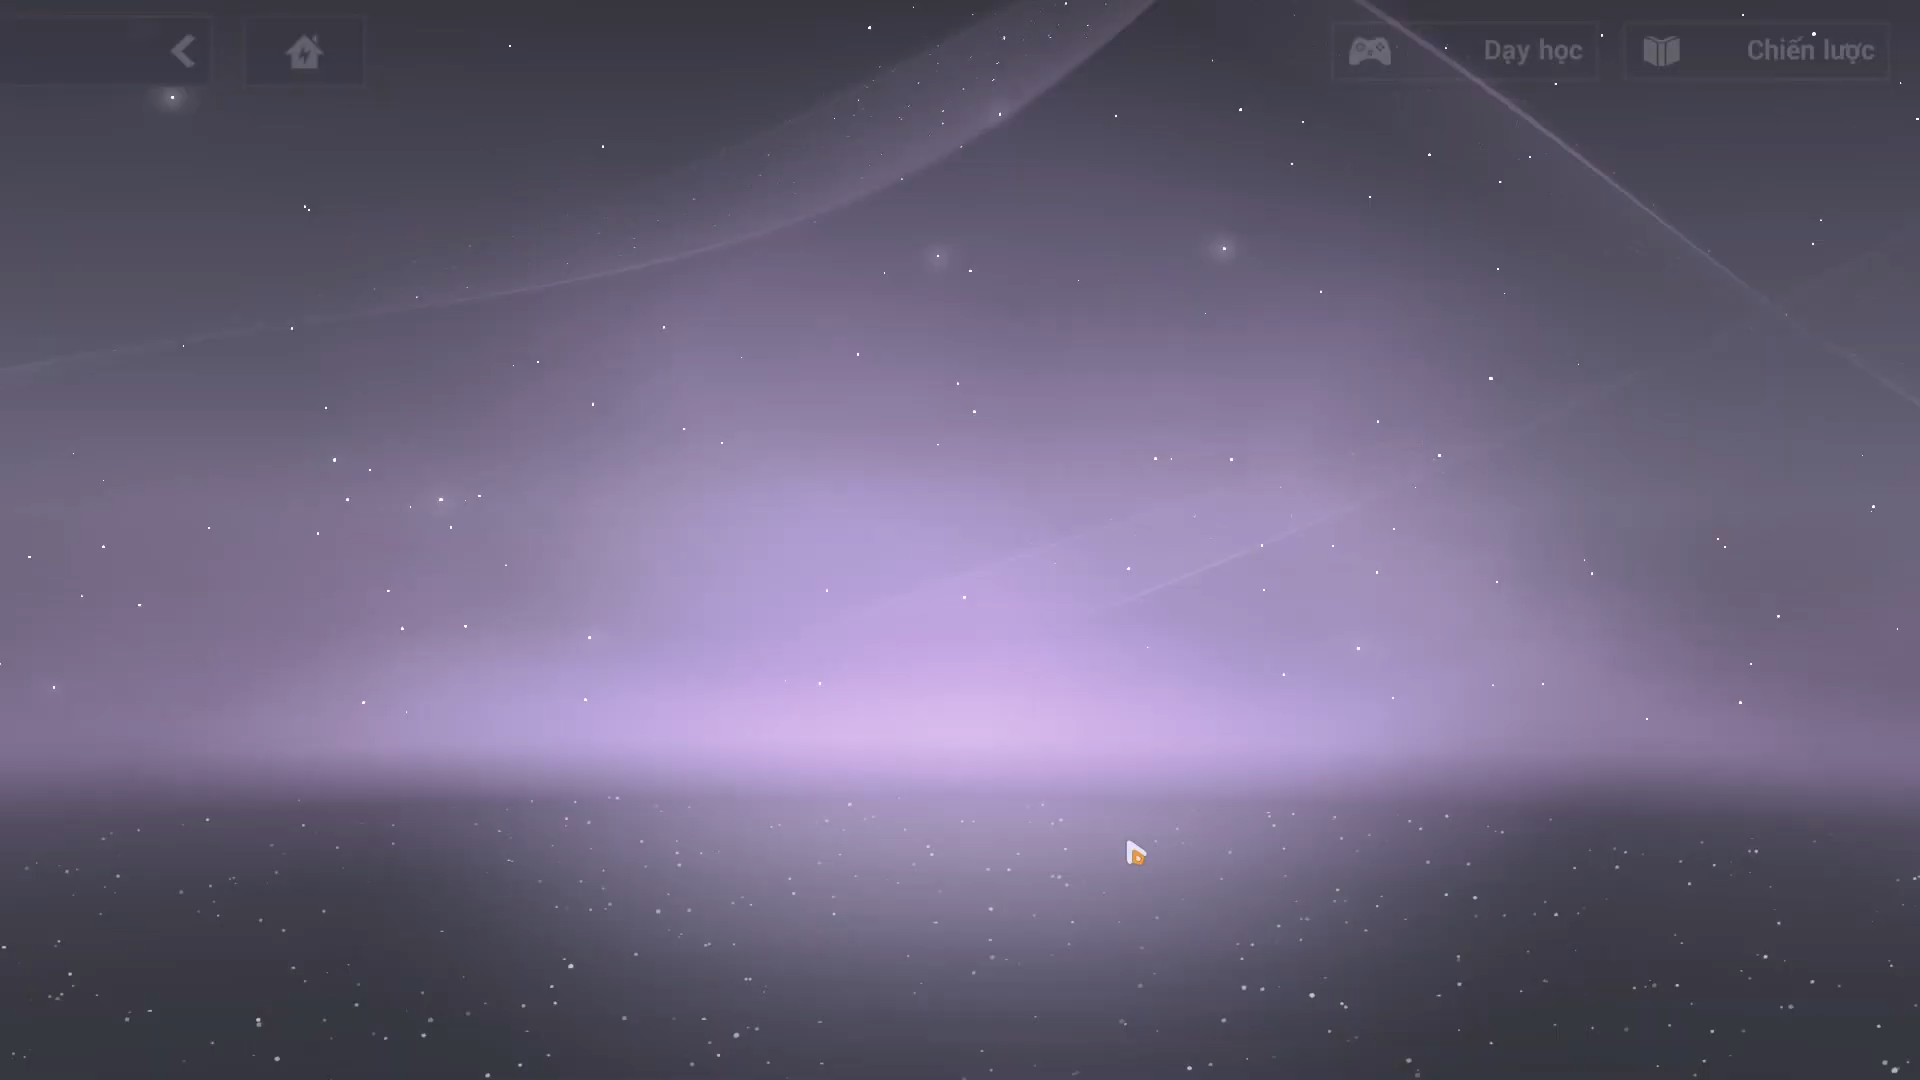 Dạy học
Chiến lược